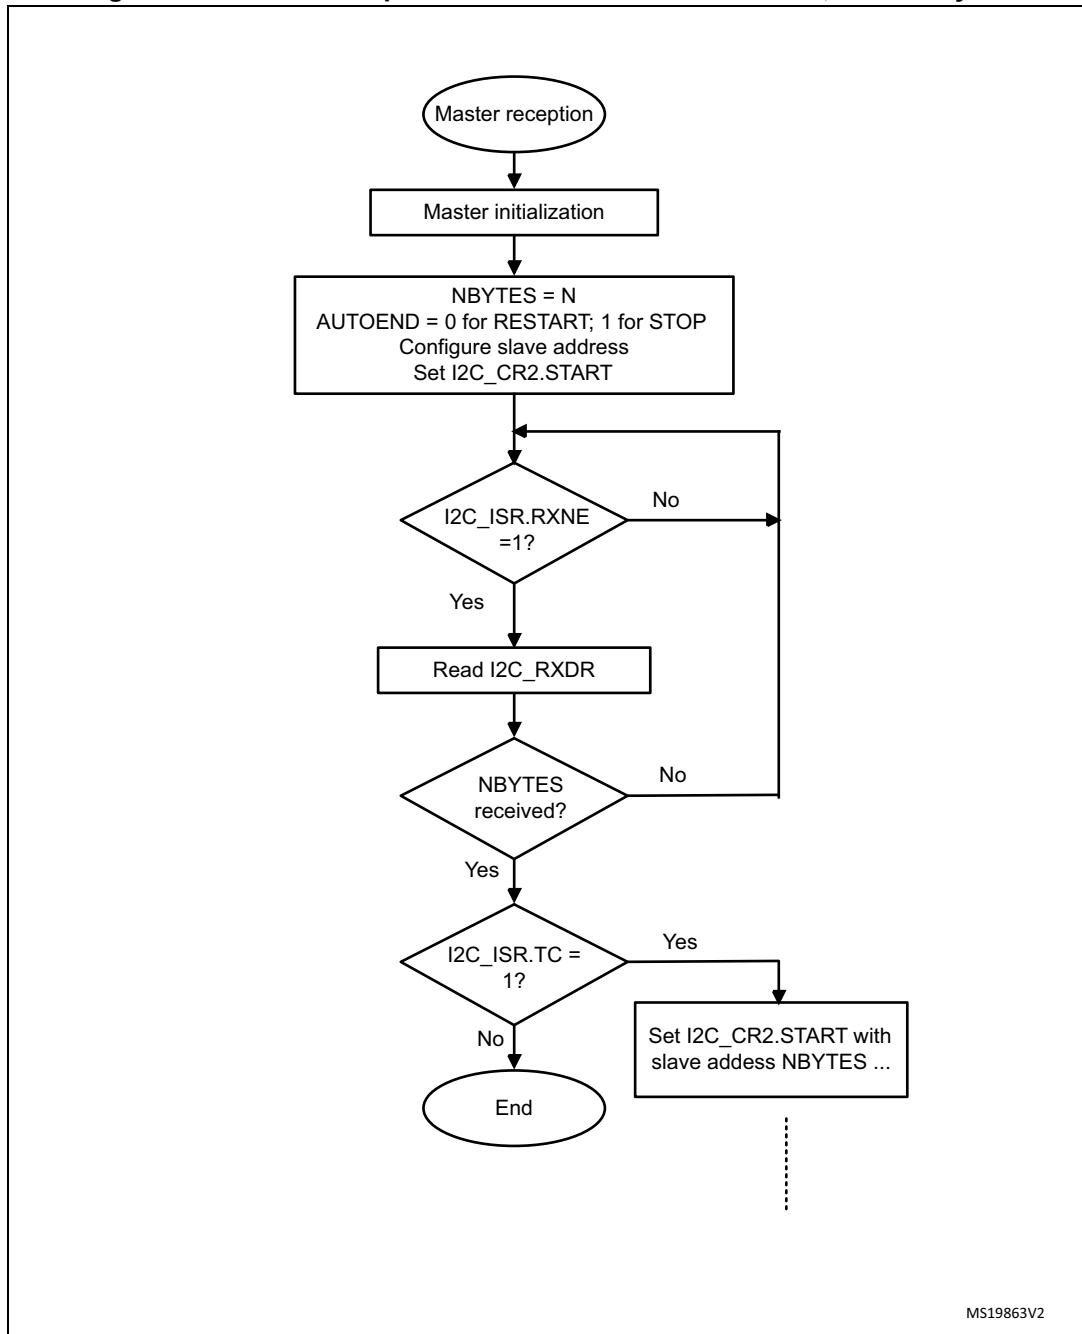 Master reception
Master initialization
NBYTES = N
AUTOEND = 0 for RESTART; 1 for STOP
Configure slave address
Set I2C_CR2.START
No
I2C_ISR.RXNE
=1?
Yes
Read I2C_RXDR
No
NBYTES
received?
Yes
Yes
I2C_ISR.TC =
1?
No
Set I2C_CR2.START with
slave addess NBYTES ...
End
MS19863V2